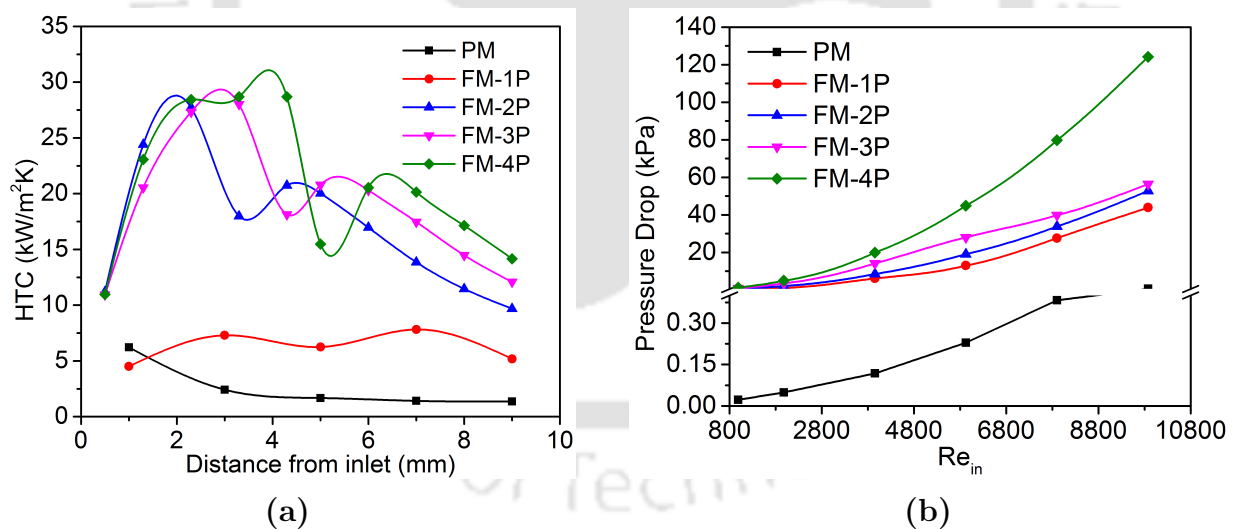 35
30
25
20
15
10
5
0
HTC (kW/m²K)
PM
FM-1P
FM-2P
FM-3P
FM-4P
0 2 4 6 8 10
Distance from inlet (mm)
(a)
140
120
100
80
60
40
20
0.30
0.15
0.00
Pressure Drop (kPa)
PM
FM-1P
FM-2P
FM-3P
FM-4P
800 2800 4800 6800 8800 10800
Re_in
(b)
of Techn